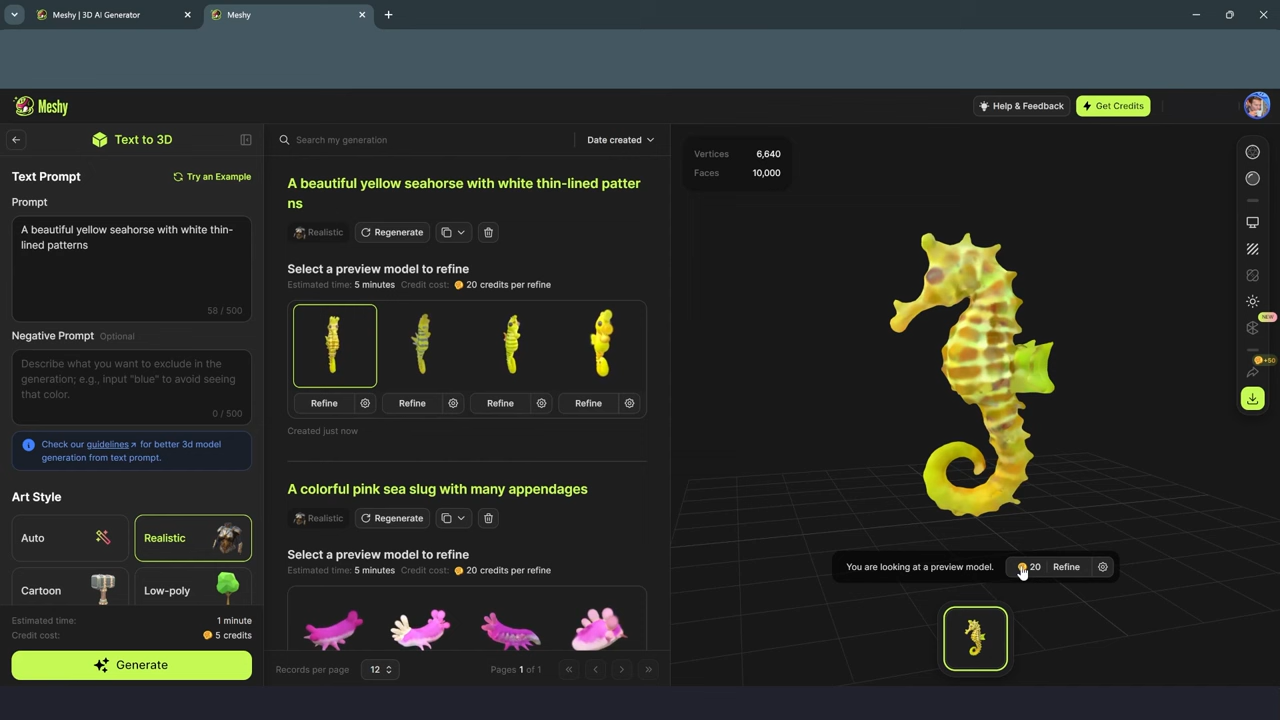 Meshy | 3D AI Generator
Meshy
Meshy
Help & Feedback
Get Credits
Text to 3D
Text Prompt
Try an Example
Prompt
A beautiful yellow seahorse with white thin-
lined patterns
58 / 500
Negative Prompt Optional
Describe what you want to exclude in the
generation; e.g., input "blue" to avoid seeing
that color.
0 / 500
Check our guidelines for better 3d model
generation from text prompt.
Art Style
Auto
Realistic
Cartoon
Low-poly
Estimated time: 1 minute
Credit cost: 5 credits
Generate
Search my generation
Date created
A beautiful yellow seahorse with white thin-lined patter
ns
Realistic
Regenerate
Select a preview model to refine
Estimated time: 5 minutes Credit cost: 20 credits per refine
Refine
Refine
Refine
Refine
Created just now
A colorful pink sea slug with many appendages
Realistic
Regenerate
Select a preview model to refine
Estimated time: 5 minutes Credit cost: 20 credits per refine
Records per page 12
Pages 1 of 1
Vertices 6,640
Faces 10,000
NEW
+50
You are looking at a preview model.
20 Refine